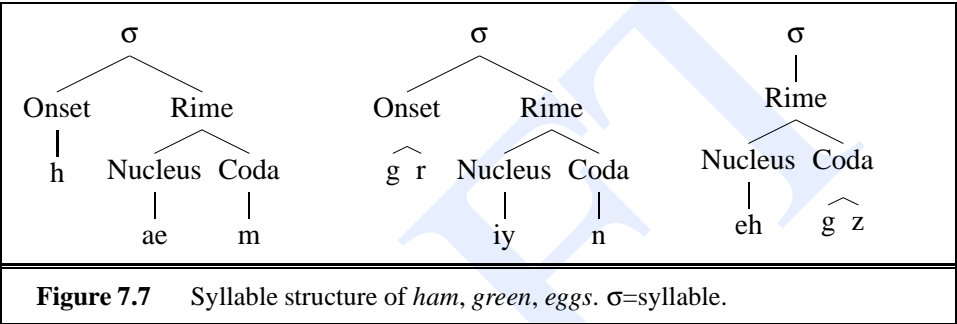 σ σ σ
Onset Rime Onset Rime Rime
h Nucleus Coda g r Nucleus Coda Nucleus Coda
ae m iy n eh g z
Figure 7.7 Syllable structure of ham, green, eggs. σ=syllable.